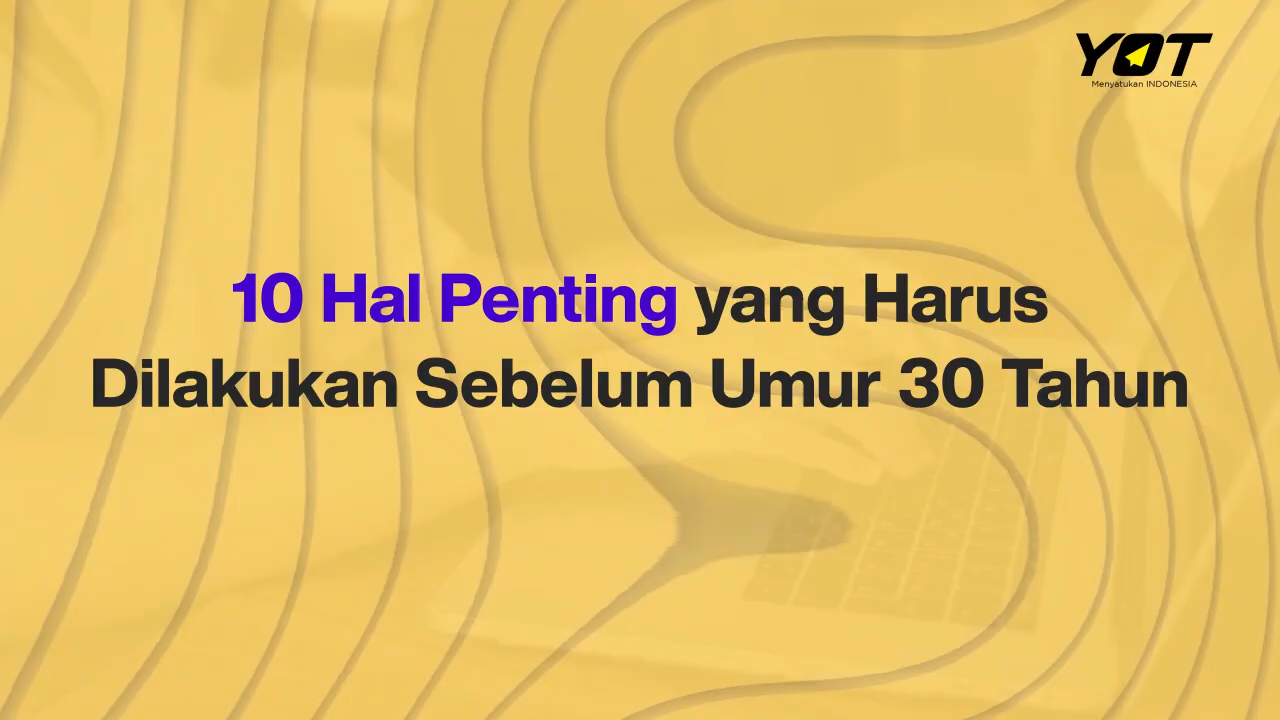 YOT
Menyatukan INDONESIA
10 Hal Penting yang Harus
Dilakukan Sebelum Umur 30 Tahun